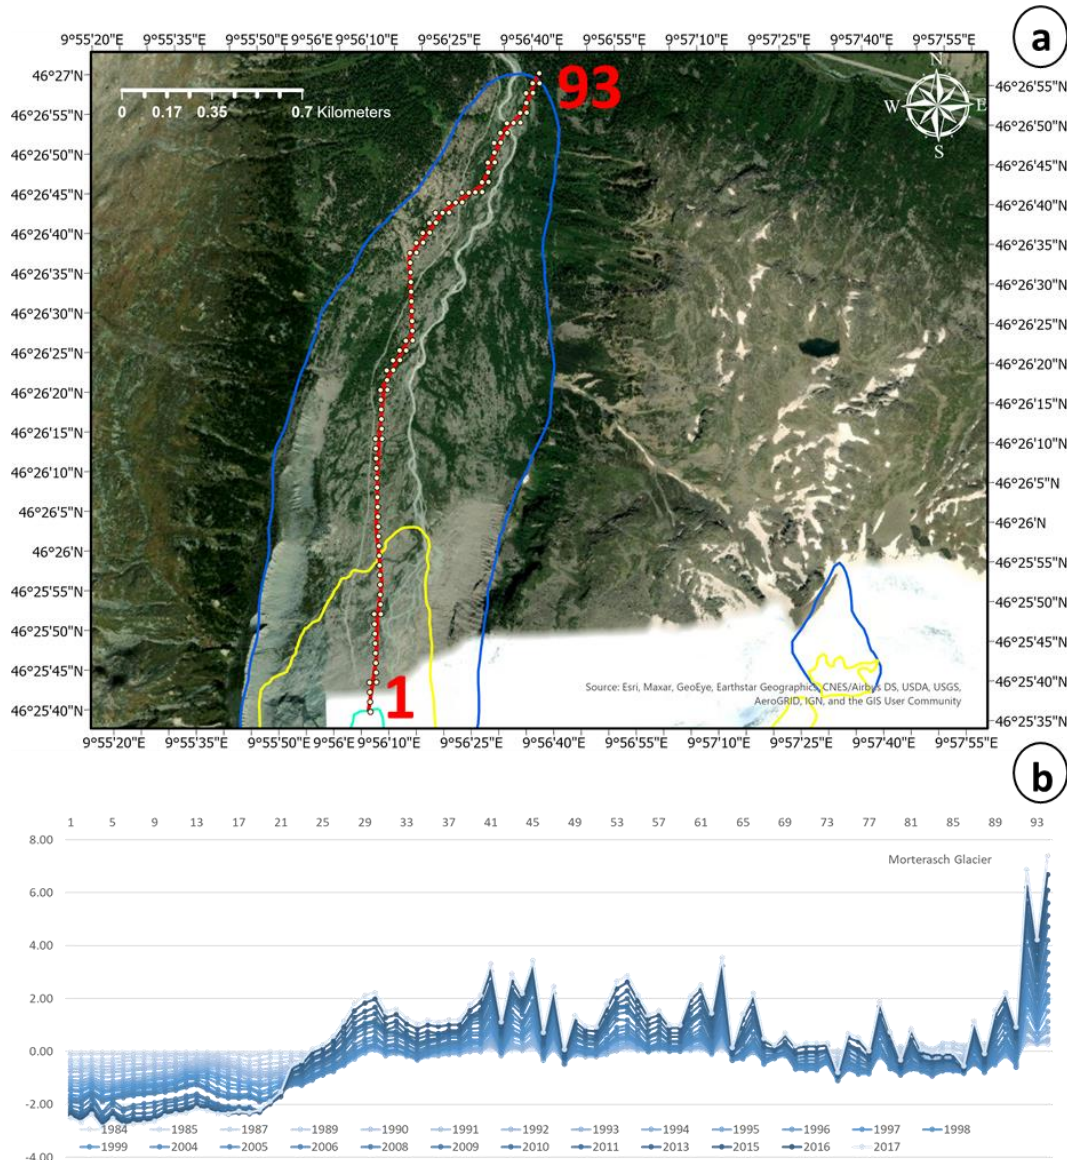 a
9°55'20"E 9°55'35"E 9°55'50"E 9°56'E 9°56'10"E 9°56'25"E 9°56'40"E 9°56'55"E 9°57'10"E 9°57'25"E 9°57'40"E 9°57'55"E
N
W E
S
93
0 0.17 0.35 0.7 Kilometers
46°27'N 46°26'55"N
46°26'55"N 46°26'50"N
46°26'50"N 46°26'45"N
46°26'45"N 46°26'40"N
46°26'40"N 46°26'35"N
46°26'35"N 46°26'30"N
46°26'30"N 46°26'25"N
46°26'25"N 46°26'20"N
46°26'20"N 46°26'15"N
46°26'15"N 46°26'10"N
46°26'10"N 46°26'5"N
46°26'5"N 46°26'N
46°26'N 46°25'55"N
46°25'55"N 46°25'50"N
46°25'50"N 46°25'45"N
46°25'45"N 46°25'40"N
46°25'40"N 46°25'35"N
1
Source: Esri, Maxar, GeoEye, Earthstar Geographics, CNES/Airbus DS, USDA, USGS,
AeroGRID, IGN, and the GIS User Community
9°55'20"E 9°55'35"E 9°55'50"E 9°56'E 9°56'10"E 9°56'25"E 9°56'40"E 9°56'55"E 9°57'10"E 9°57'25"E 9°57'40"E 9°57'55"E
b
1 5 9 13 17 21 25 29 33 37 41 45 49 53 57 61 65 69 73 77 81 85 89 93
Morterasch Glacier
8.00
6.00
4.00
2.00
0.00
-2.00
-4.00
1984 1985 1987 1989 1990 1991 1992 1993 1994 1995 1996 1997 1998
1999 2004 2005 2006 2008 2009 2010 2011 2013 2015 2016 2017